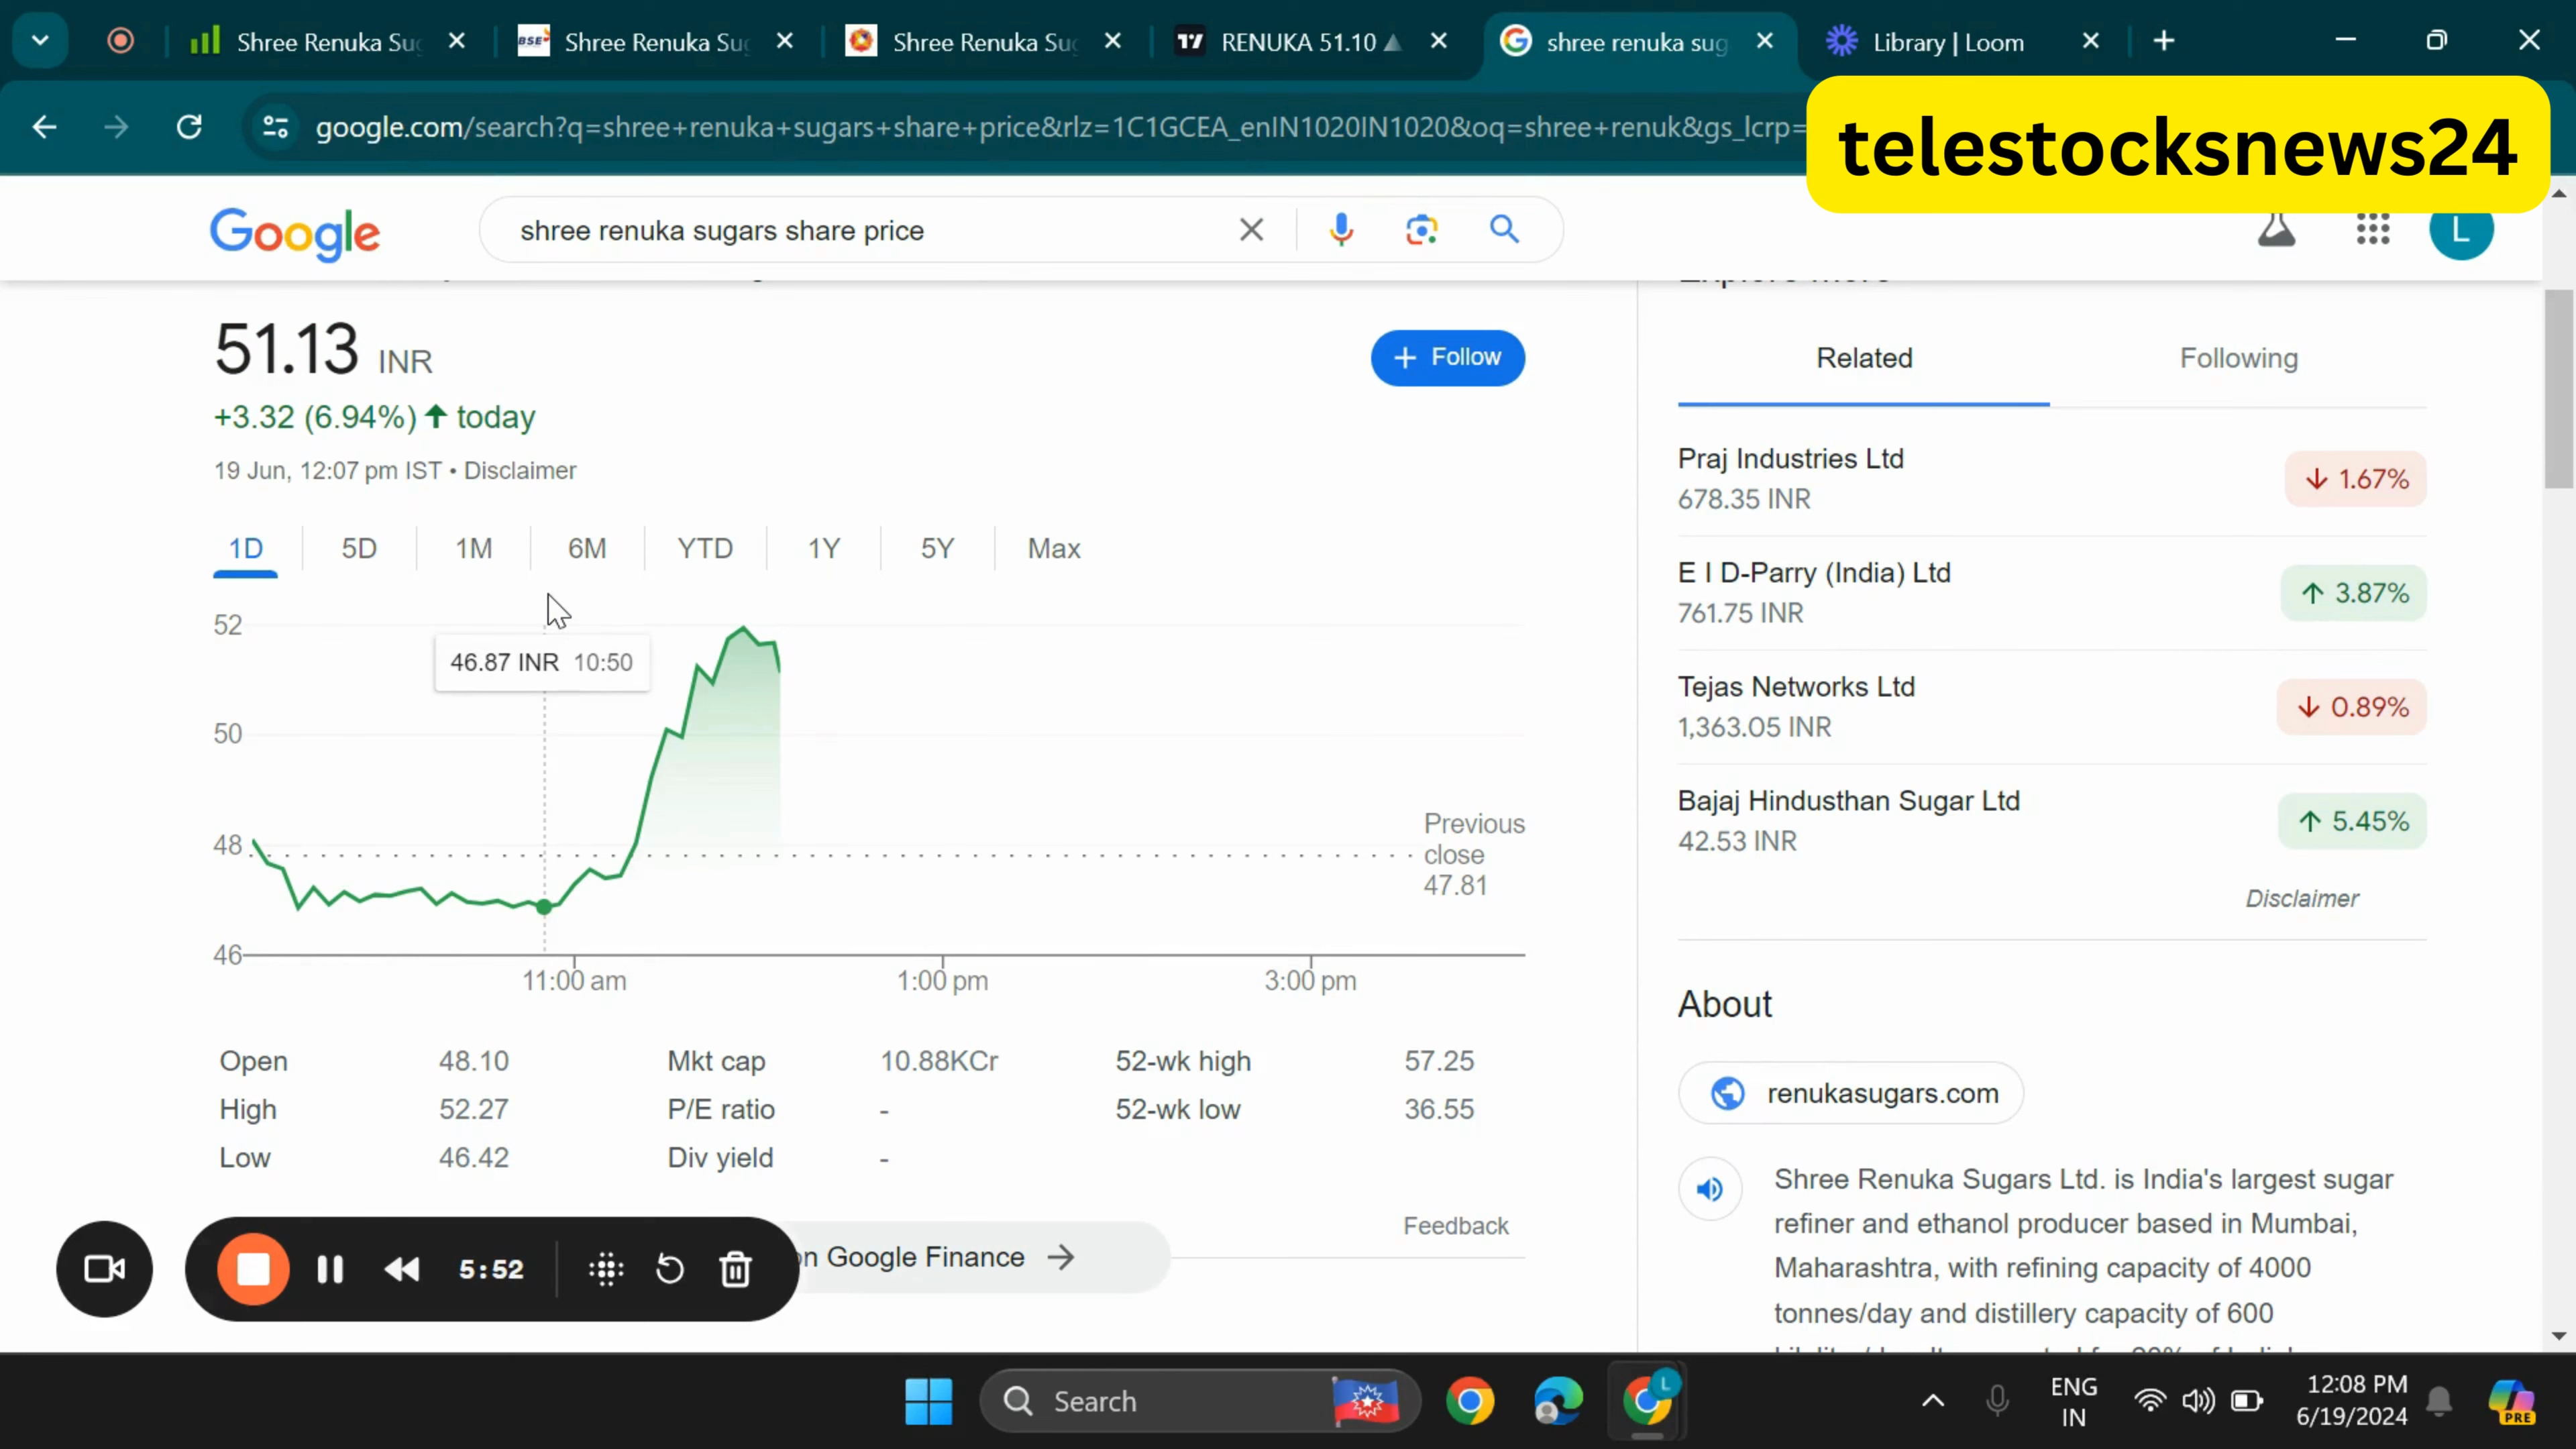 Shree Renuka Su
Shree Renuka Su
Shree Renuka Su
RENUKA 51.10
shree renuka sug
Library | Loom
google.com/search?q=shree+renuka+sugars+share+price&rlz=1C1GCEA_enIN1020IN1020&oq=shree+renuk&gs_lcrp=
telestocksnews24
Google
shree renuka sugars share price
L
51.13 INR
+ Follow
+3.32 (6.94%) ↑ today
19 Jun, 12:07 pm IST • Disclaimer
1D 5D 1M 6M YTD 1Y 5Y Max
52
46.87 INR 10:50
50
48
Previous
close
47.81
46
11:00 am 1:00 pm 3:00 pm
Open 48.10 Mkt cap 10.88KCr 52-wk high 57.25
High 52.27 P/E ratio - 52-wk low 36.55
Low 46.42 Div yield -
Feedback
on Google Finance →
5:52
Related Following
Praj Industries Ltd
678.35 INR
↓ 1.67%
E I D-Parry (India) Ltd
761.75 INR
↑ 3.87%
Tejas Networks Ltd
1,363.05 INR
↓ 0.89%
Bajaj Hindusthan Sugar Ltd
42.53 INR
↑ 5.45%
Disclaimer
About
renukasugars.com
Shree Renuka Sugars Ltd. is India's largest sugar
refiner and ethanol producer based in Mumbai,
Maharashtra, with refining capacity of 4000
tonnes/day and distillery capacity of 600
Search
L
ENG
IN
12:08 PM
6/19/2024
PRE